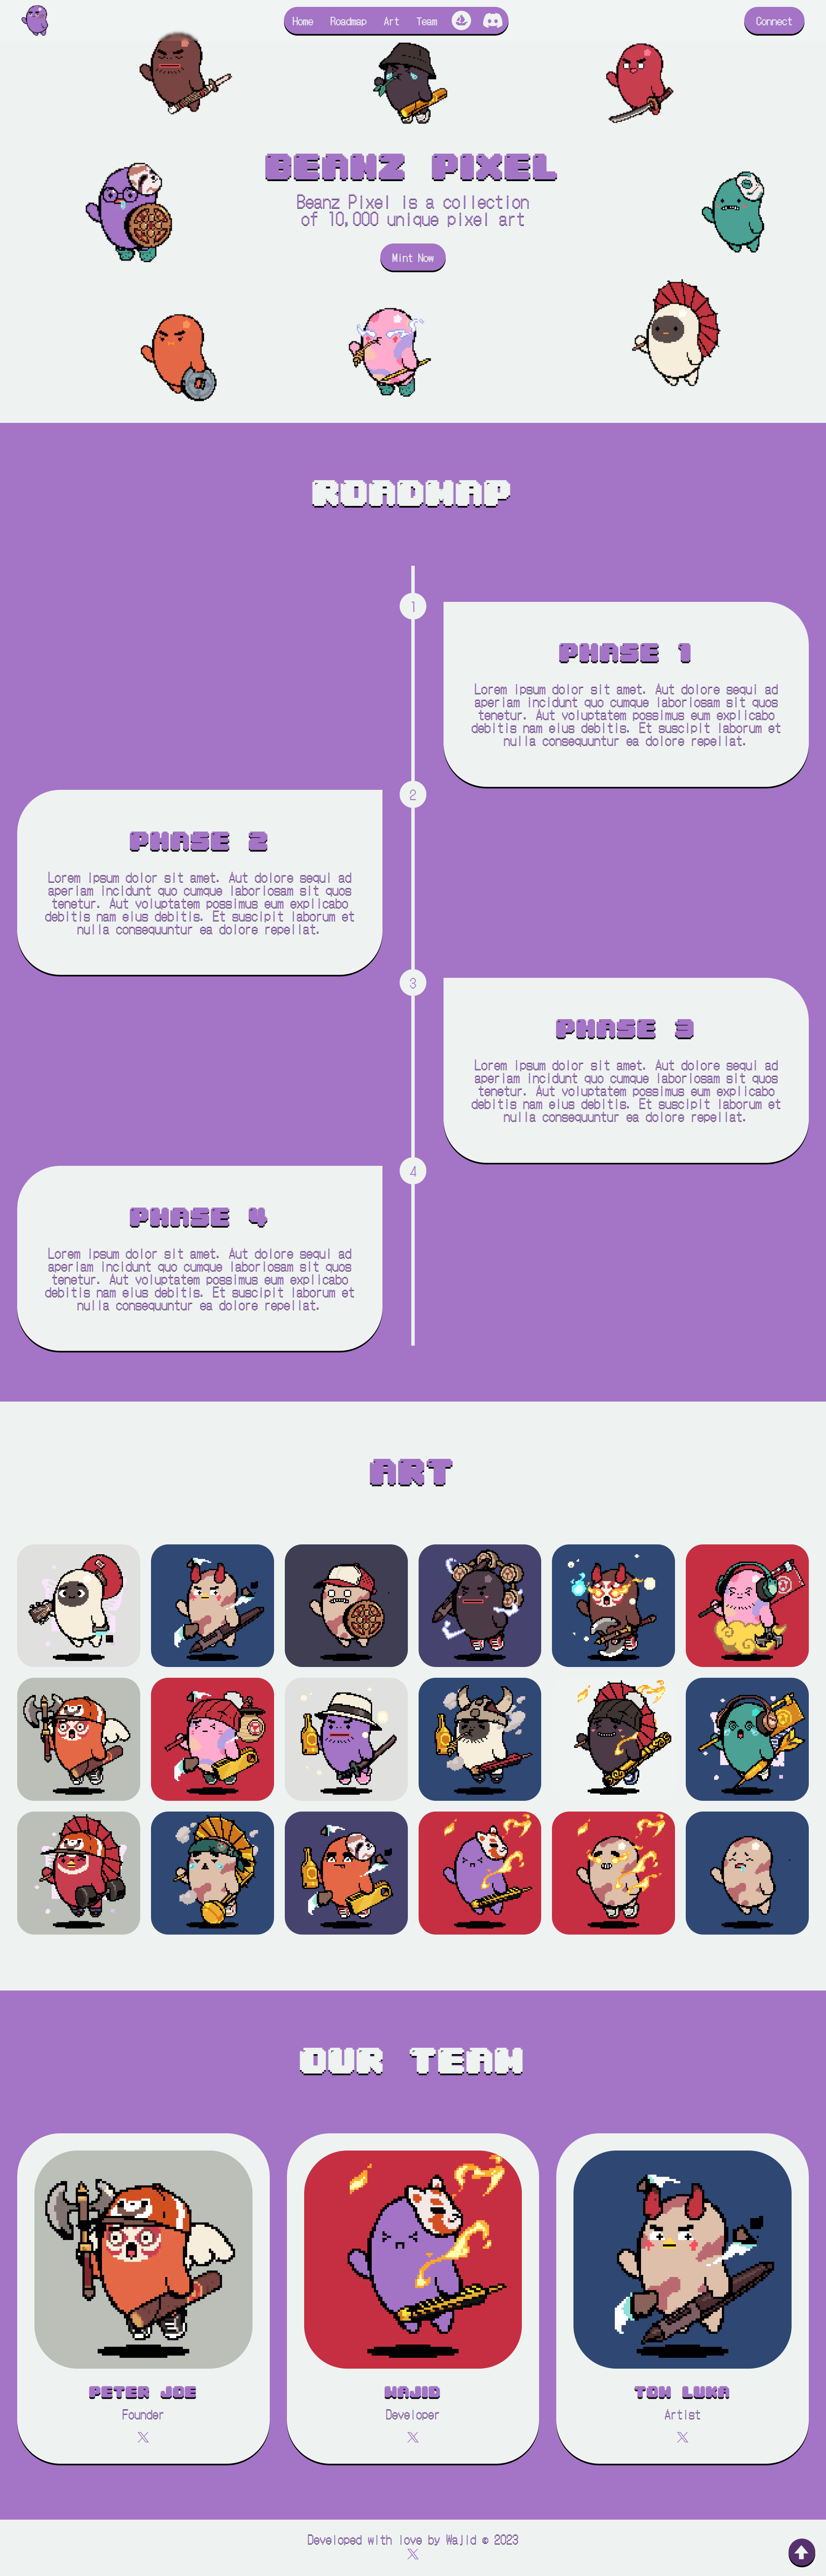 Home Roadmap Art Team
Connect
BEANZ PIXEL
Beanz Pixel is a collection
of 10,000 unique pixel art
Mint Now
ROADMAP
1
PHASE 1
Lorem ipsum dolor sit amet. Aut dolore sequi ad
aperiam incidunt quo cumque laboriosam sit quos
tenetur. Aut voluptatem possimus eum explicabo
debitis nam eius debitis. Et suscipit laborum et
nulla consequuntur ea dolore repellat.
2
PHASE 2
Lorem ipsum dolor sit amet. Aut dolore sequi ad
aperiam incidunt quo cumque laboriosam sit quos
tenetur. Aut voluptatem possimus eum explicabo
debitis nam eius debitis. Et suscipit laborum et
nulla consequuntur ea dolore repellat.
3
PHASE 3
Lorem ipsum dolor sit amet. Aut dolore sequi ad
aperiam incidunt quo cumque laboriosam sit quos
tenetur. Aut voluptatem possimus eum explicabo
debitis nam eius debitis. Et suscipit laborum et
nulla consequuntur ea dolore repellat.
4
PHASE 4
Lorem ipsum dolor sit amet. Aut dolore sequi ad
aperiam incidunt quo cumque laboriosam sit quos
tenetur. Aut voluptatem possimus eum explicabo
debitis nam eius debitis. Et suscipit laborum et
nulla consequuntur ea dolore repellat.
ART
OUR TEAM
PETER JOE
Founder
WAJID
Developer
TOM LUKA
Artist
Developed with love by Wajid © 2023